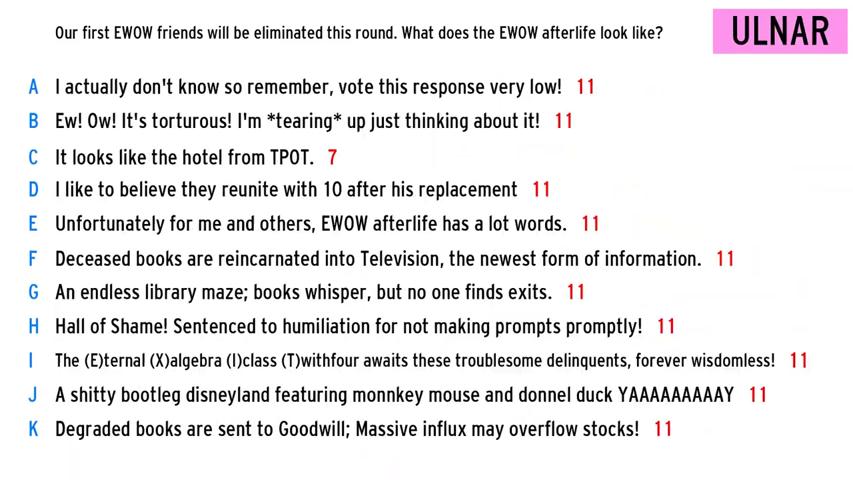 Our first EWOW friends will be eliminated this round. What does the EWOW afterlife look like?
ULNAR
A I actually don't know so remember, vote this response very low! 11
B Ew! Ow! It's torturous! I'm *tearing* up just thinking about it! 11
C It looks like the hotel from TPOT. 7
D I like to believe they reunite with 10 after his replacement 11
E Unfortunately for me and others, EWOW afterlife has a lot words. 11
F Deceased books are reincarnated into Television, the newest form of information. 11
G An endless library maze; books whisper, but no one finds exits. 11
H Hall of Shame! Sentenced to humiliation for not making prompts promptly! 11
I The (E)ternal (X)algebra (I)class (T)withfour awaits these troublesome delinquents, forever wisdomless! 11
J A shitty bootleg disneyland featuring monnkey mouse and donnel duck YAAAAAAAAAY 11
K Degraded books are sent to Goodwill; Massive influx may overflow stocks! 11